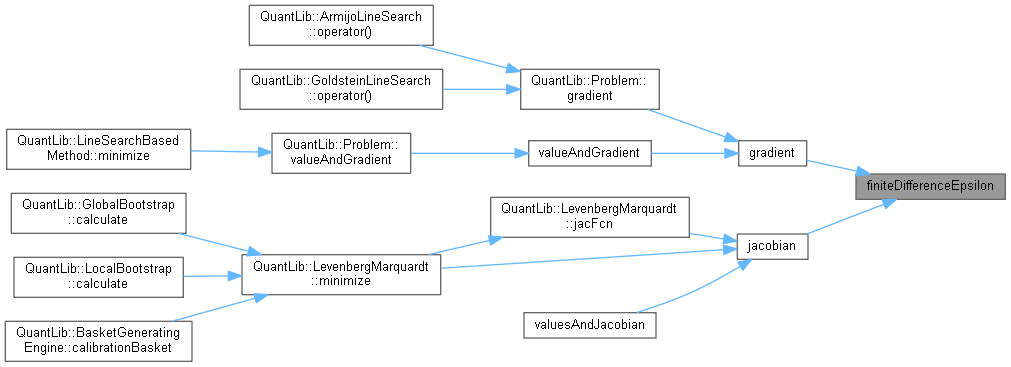 QuantLib::ArmijoLineSearch
::operator()
QuantLib::GoldsteinLineSearch
::operator()
QuantLib::Problem::
gradient
QuantLib::LineSearchBased
Method::minimize
QuantLib::Problem::
valueAndGradient
valueAndGradient
gradient
finiteDifferenceEpsilon
QuantLib::GlobalBootstrap
::calculate
QuantLib::LevenbergMarquardt
::jacFcn
jacobian
QuantLib::LocalBootstrap
::calculate
QuantLib::LevenbergMarquardt
::minimize
valuesAndJacobian
QuantLib::BasketGenerating
Engine::calibrationBasket